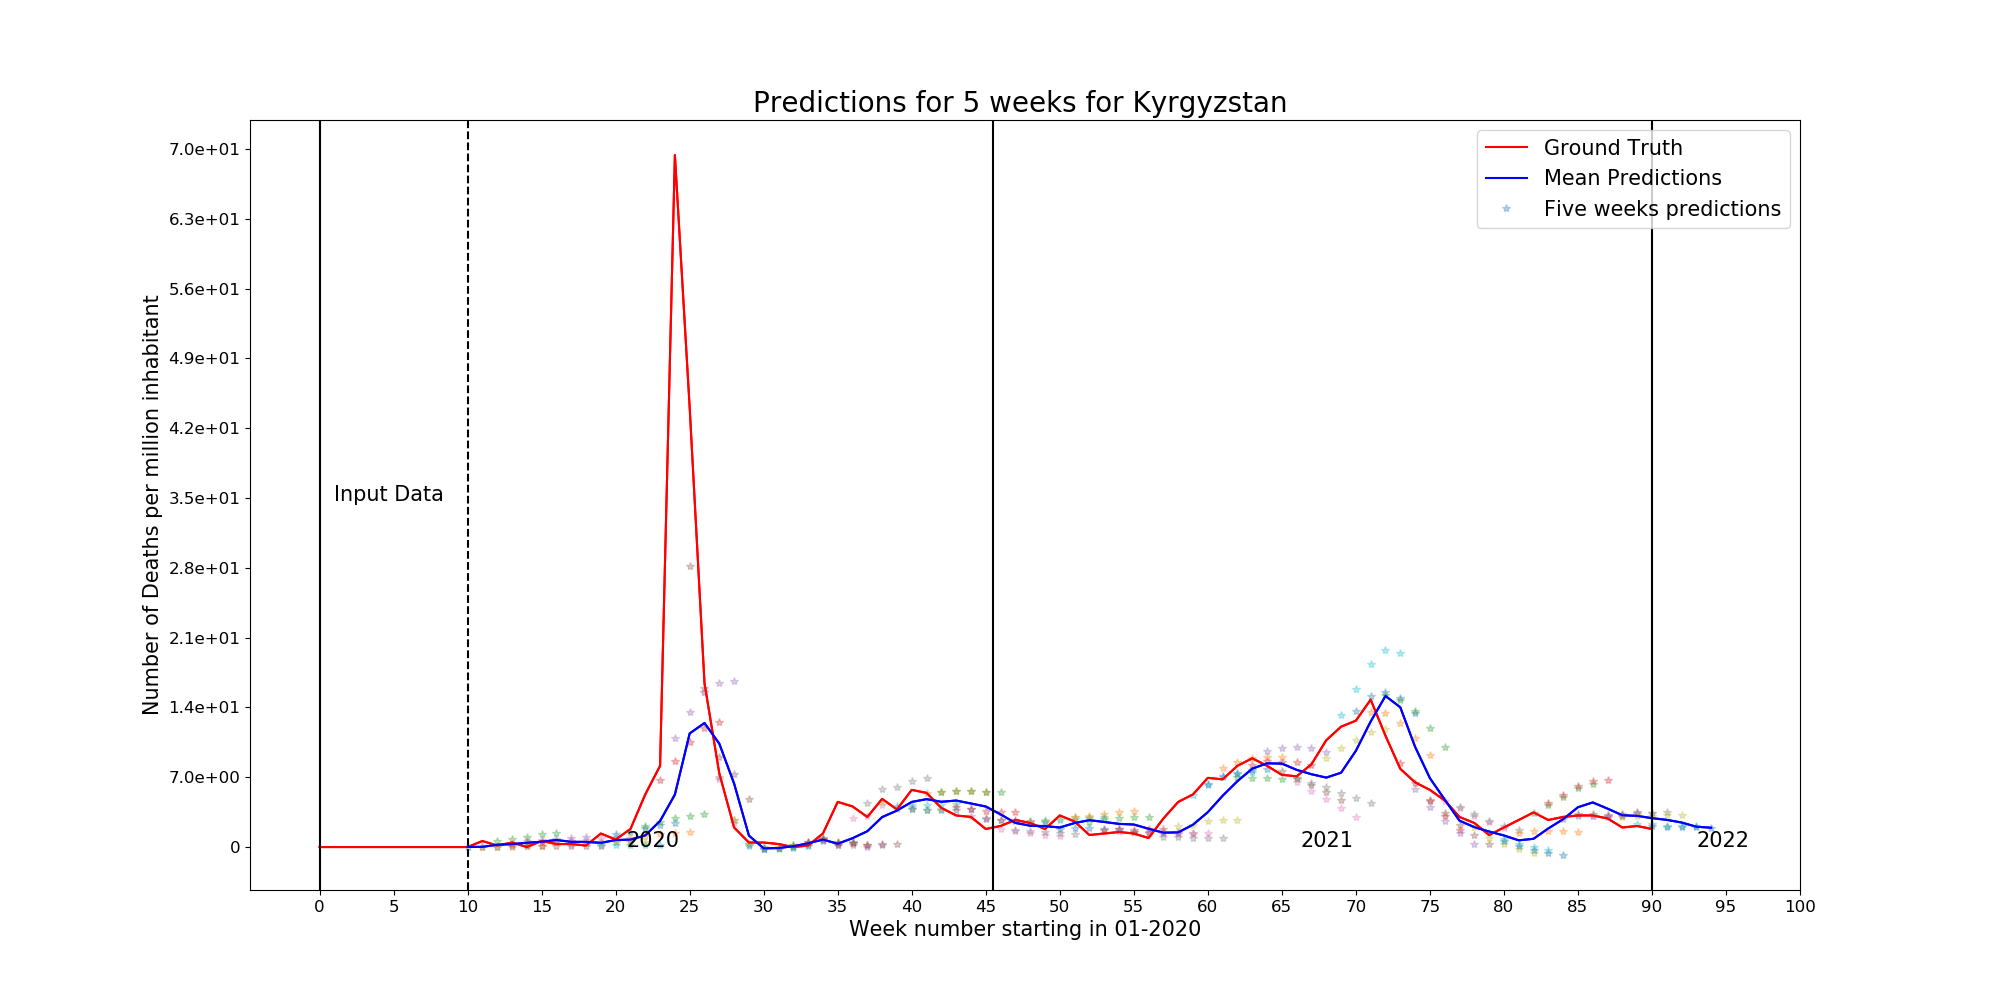 Predictions for 5 weeks for Kyrgyzstan
Ground Truth
Mean Predictions
Five weeks predictions
Number of Deaths per million inhabitant
7.0e+01
6.3e+01
5.6e+01
4.9e+01
4.2e+01
3.5e+01
2.8e+01
2.1e+01
1.4e+01
7.0e+00
0
Input Data
2020
2021
2022
0 5 10 15 20 25 30 35 40 45 50 55 60 65 70 75 80 85 90 95 100
Week number starting in 01-2020